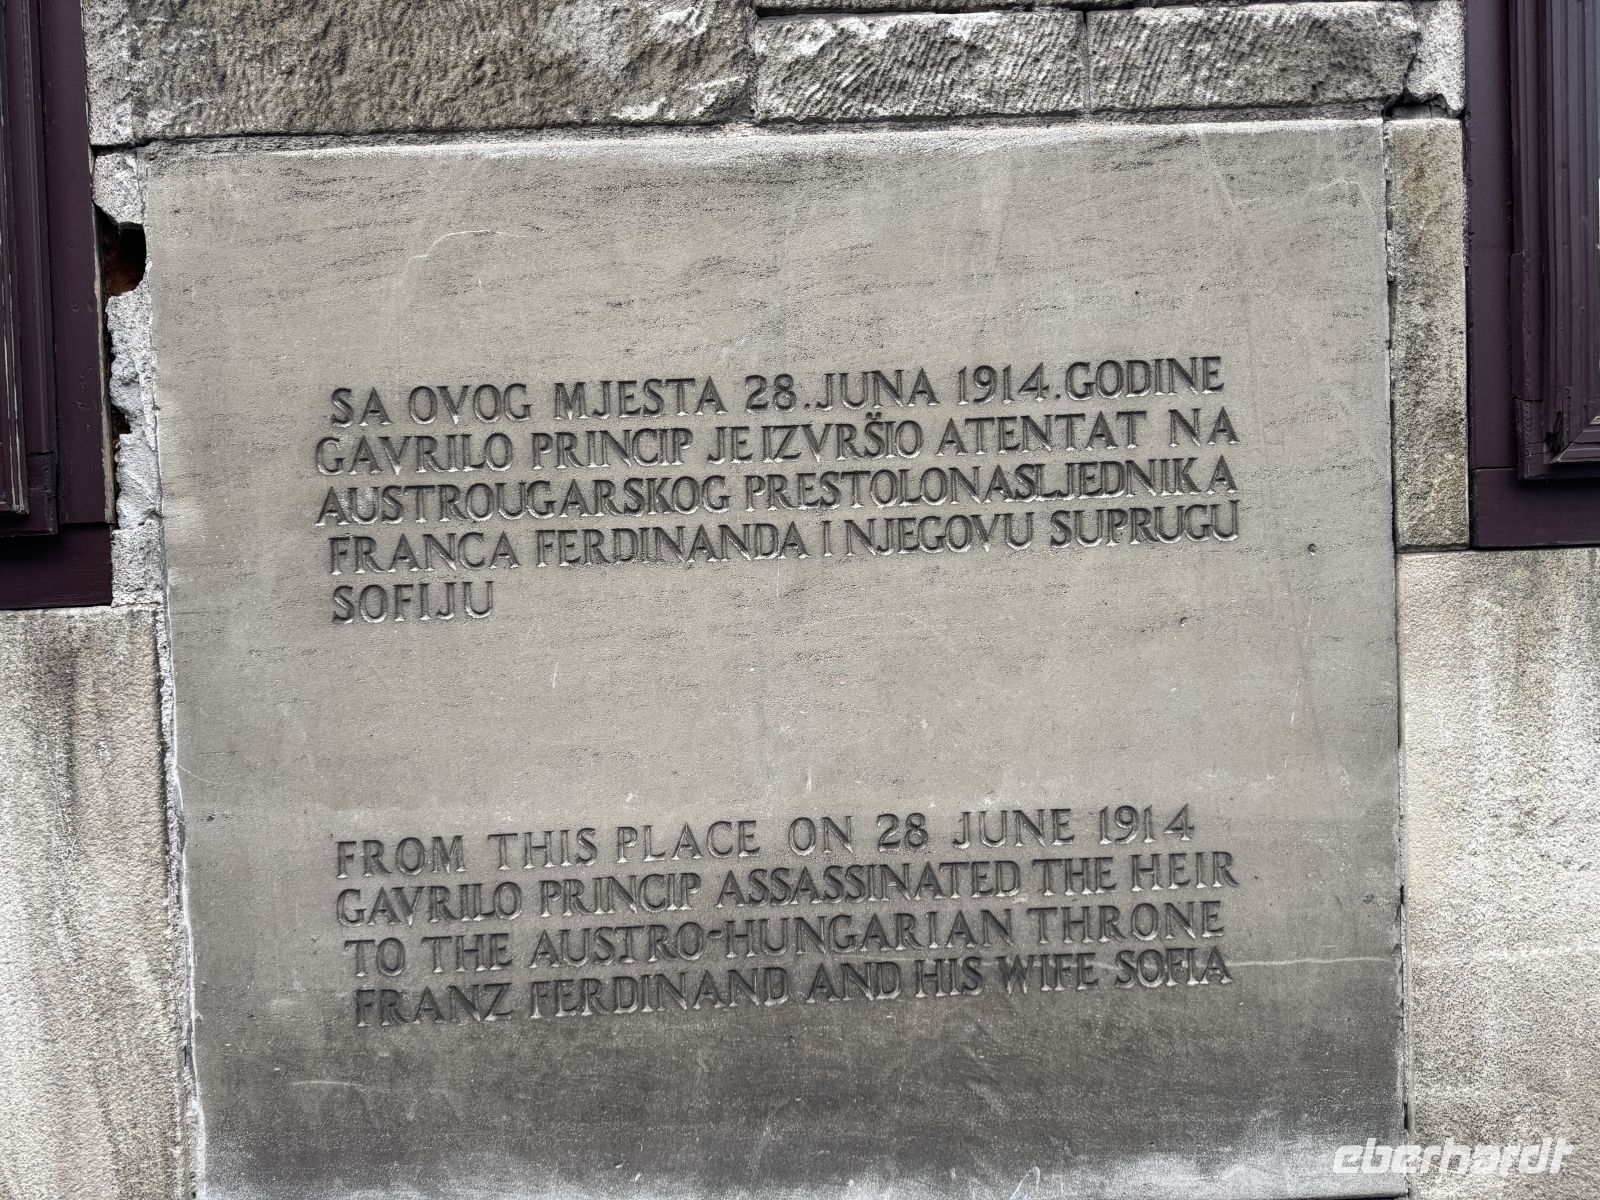 SA OVOG MJESTA 28. JUNA 1914. GODINE
GAVRILO PRINCIP JE IZVRŠIO ATENTAT NA
AUSTROUGARSKOG PRESTOLONASLJEDNIKA
FRANCA FERDINANDA I NJEGOVU SUPRUGU
SOFIJU
FROM THIS PLACE ON 28 JUNE 1914
GAVRILO PRINCIP ASSASSINATED THE HEIR
TO THE AUSTRO-HUNGARIAN THRONE
FRANZ FERDINAND AND HIS WIFE SOFIA
eberhardt